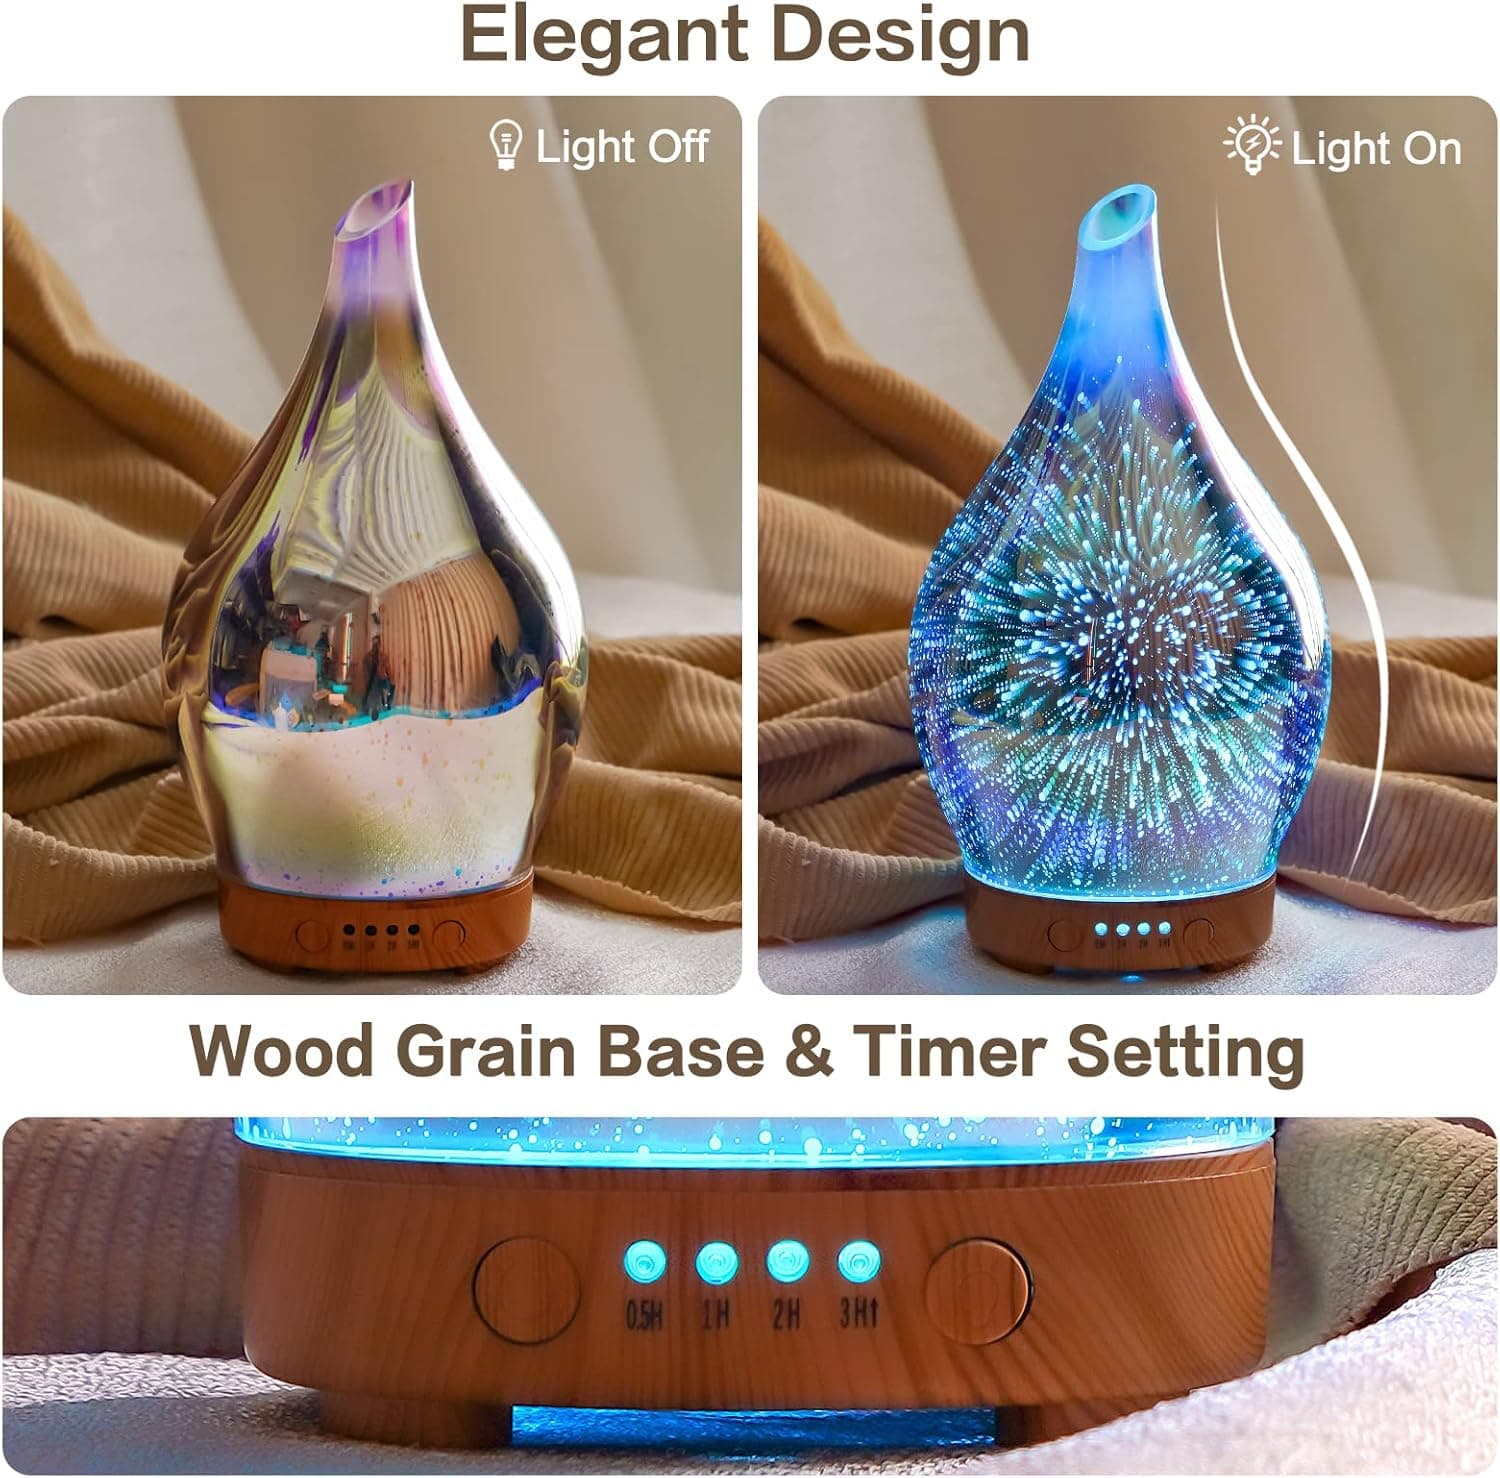 Elegant Design
Light Off
Light On
Wood Grain Base & Timer Setting
0.5H 1H 2H 3H↑